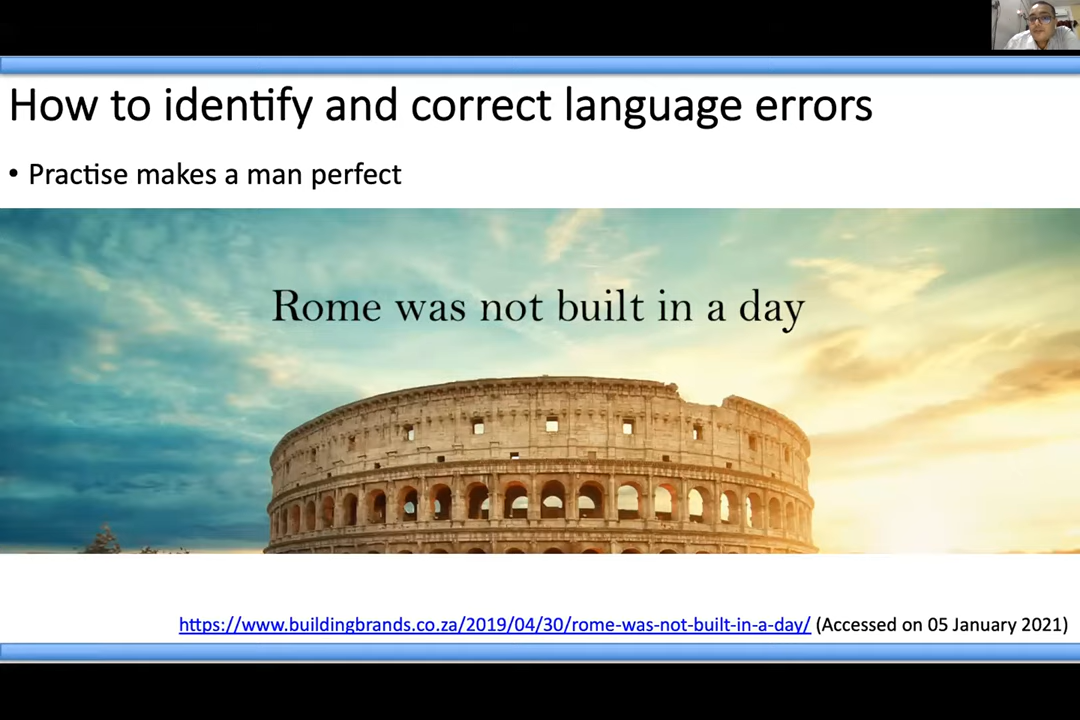 How to identify and correct language errors
• Practise makes a man perfect
Rome was not built in a day
https://www.buildingbrands.co.za/2019/04/30/rome-was-not-built-in-a-day/ (Accessed on 05 January 2021)